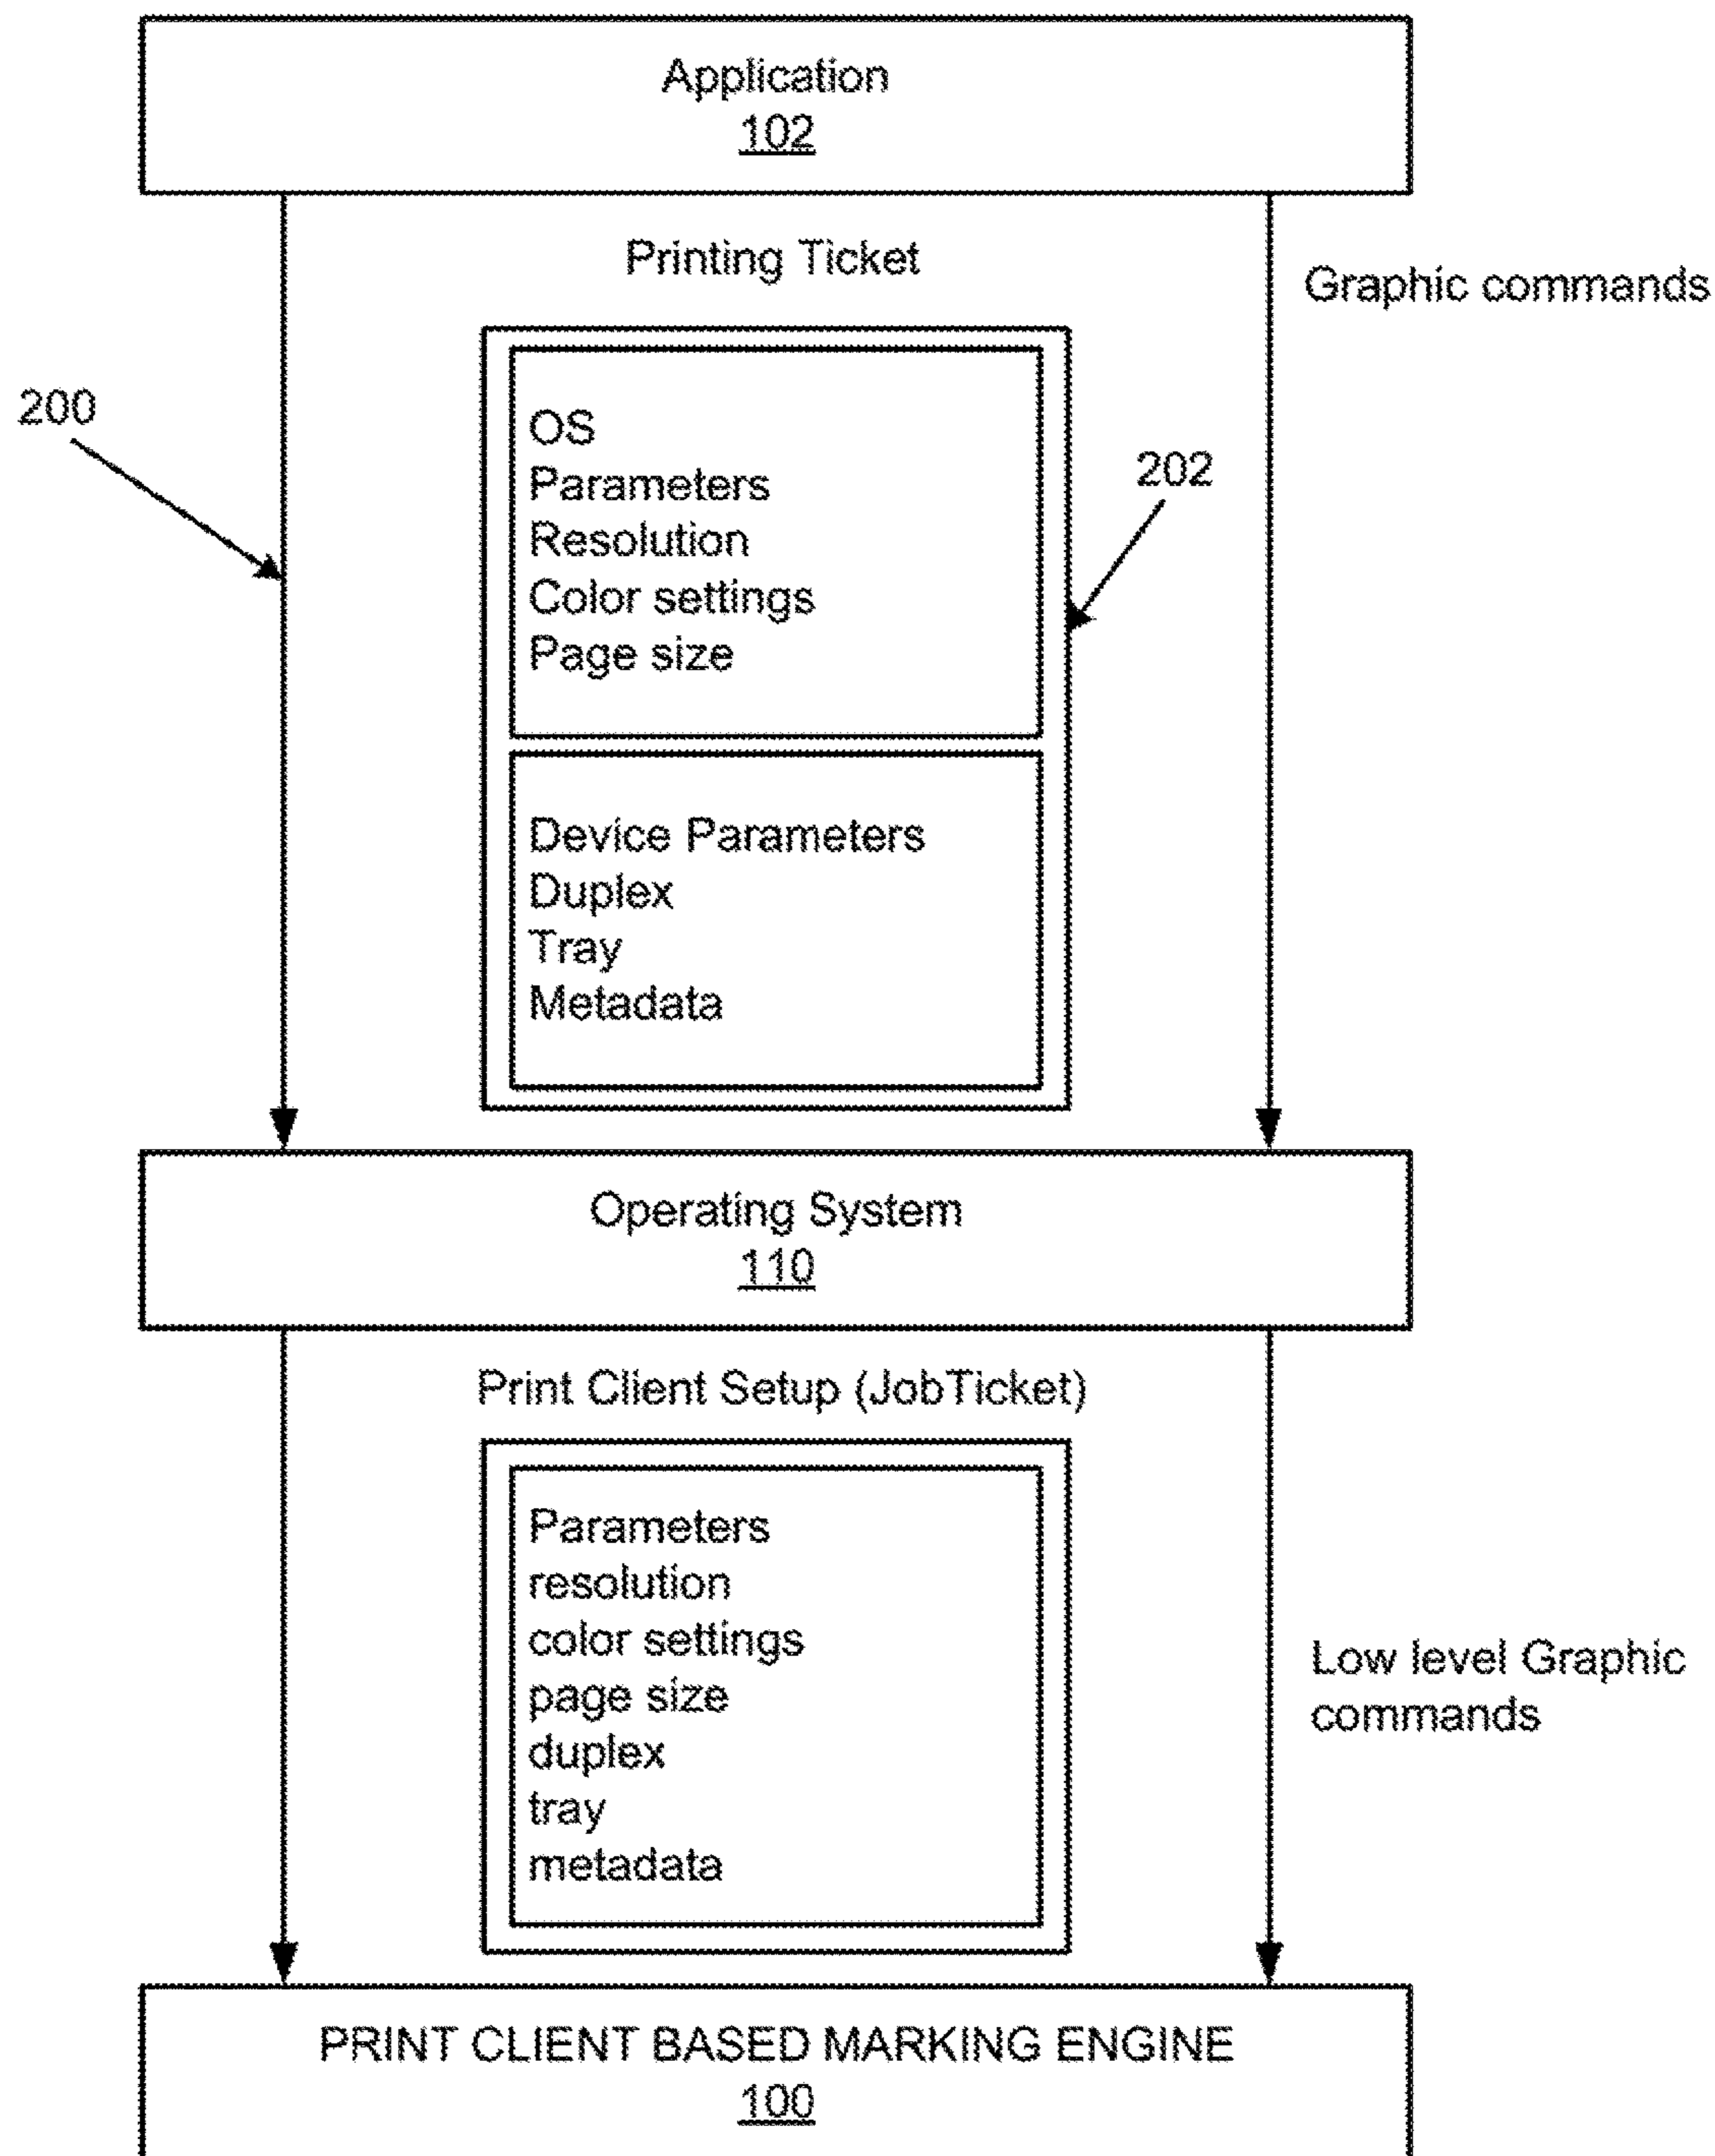 Application
102
Printing Ticket
Graphic commands
200
OS
Parameters
Resolution
Color settings
Page size
202
Device Parameters
Duplex
Tray
Metadata
Operating System
110
Print Client Setup (JobTicket)
Parameters
resolution
color settings
page size
duplex
tray
metadata
Low level Graphic
commands
PRINT CLIENT BASED MARKING ENGINE
100